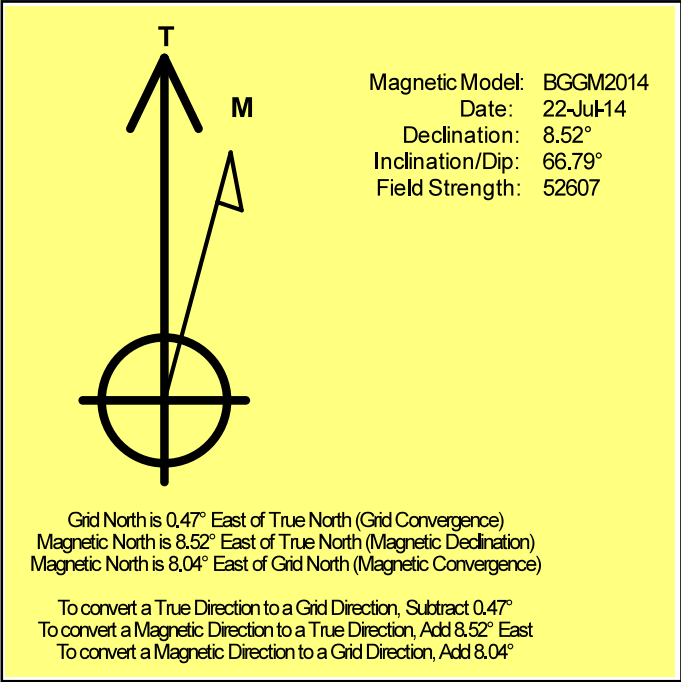 T
M
Magnetic Model: BGGM2014
Date: 22-Jul-14
Declination: 8.52°
Inclination/Dip: 66.79°
Field Strength: 52607
Grid North is 0.47° East of True North (Grid Convergence)
Magnetic North is 8.52° East of True North (Magnetic Declination)
Magnetic North is 8.04° East of Grid North (Magnetic Convergence)
To convert a True Direction to a Grid Direction, Subtract 0.47°
To convert a Magnetic Direction to a True Direction, Add 8.52° East
To convert a Magnetic Direction to a Grid Direction, Add 8.04°